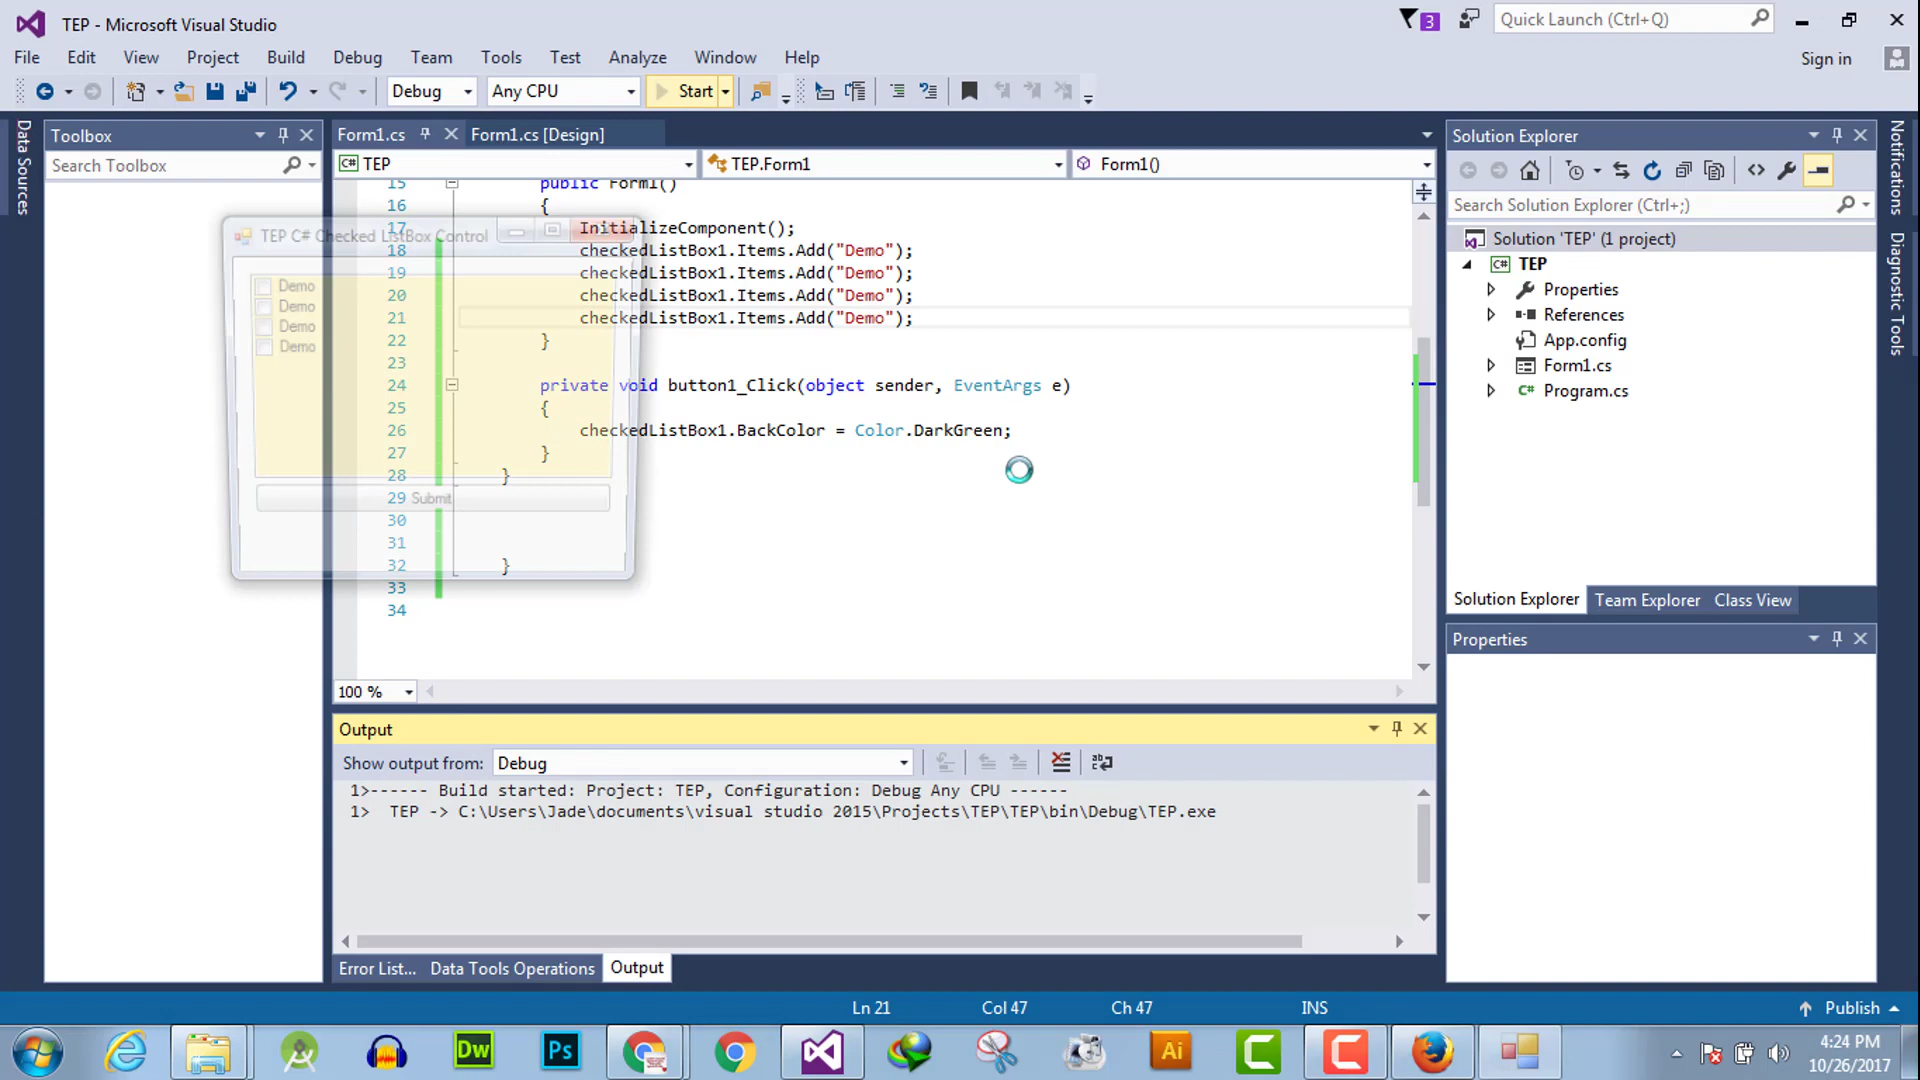 TEP - Microsoft Visual Studio
3
Quick Launch (Ctrl+Q)
File Edit View Project Build Debug Team Tools Test Analyze Window Help
Sign in
Debug Any CPU Start
Data Sources
Toolbox
Search Toolbox
Form1.cs Form1.cs [Design]
C# TEP TEP.Form1 Form1()
15 public Form1()
16 {
17 InitializeComponent();
18 checkedListBox1.Items.Add("Demo");
19 checkedListBox1.Items.Add("Demo");
20 checkedListBox1.Items.Add("Demo");
21 checkedListBox1.Items.Add("Demo");
22 }
23
24 private void button1_Click(object sender, EventArgs e)
25 {
26 checkedListBox1.BackColor = Color.DarkGreen;
27 }
28 }
29
30
31
32 }
33
34
TEP C# Checked ListBox Control
Demo
Demo
Demo
Demo
Submit
100 %
Output
Show output from: Debug
1>------ Build started: Project: TEP, Configuration: Debug Any CPU ------
1> TEP -> C:\Users\Jade\documents\visual studio 2015\Projects\TEP\TEP\bin\Debug\TEP.exe
Error List... Data Tools Operations Output
Solution Explorer
Search Solution Explorer (Ctrl+;)
Solution 'TEP' (1 project)
C# TEP
Properties
References
App.config
Form1.cs
C# Program.cs
Solution Explorer Team Explorer Class View
Properties
Notifications
Diagnostic Tools
Ln 21 Col 47 Ch 47 INS Publish
Dw Ps Ai
4:24 PM
10/26/2017